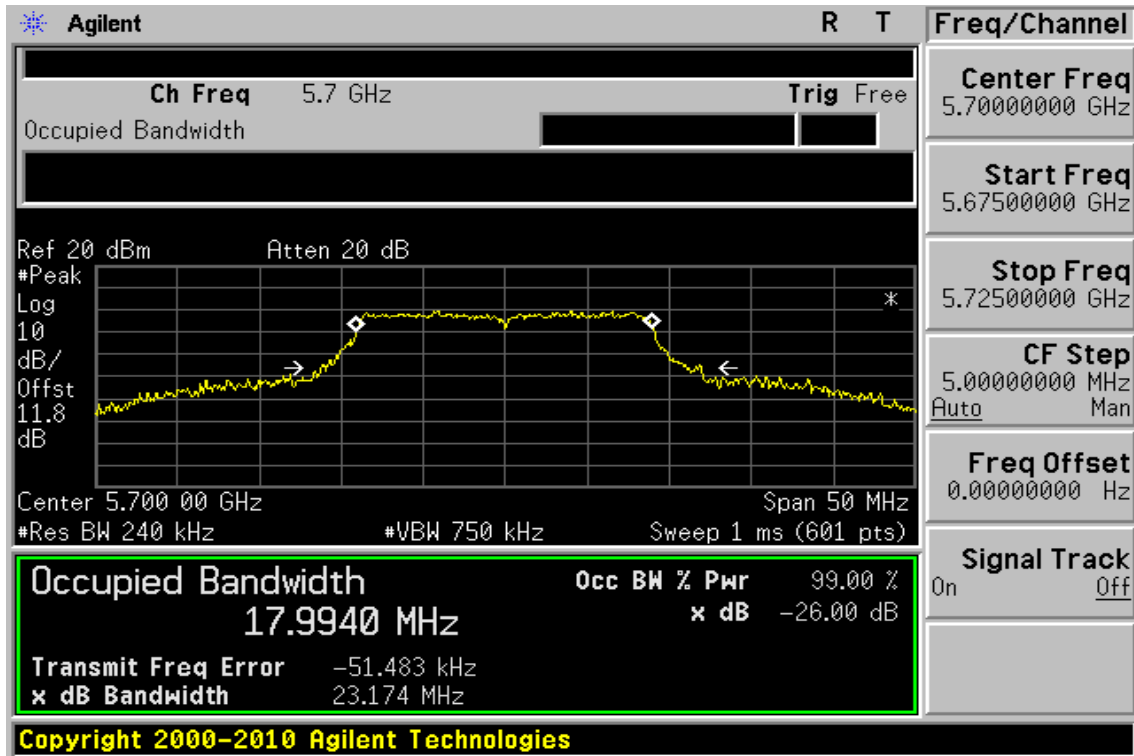 Agilent R T
Freq/Channel
Ch Freq 5.7 GHz Trig Free
Occupied Bandwidth
Center Freq
5.70000000 GHz
Start Freq
5.67500000 GHz
Stop Freq
5.72500000 GHz
CF Step
5.00000000 MHz
Auto Man
Freq Offset
0.00000000 Hz
Signal Track
On Off
Ref 20 dBm Atten 20 dB
#Peak
Log
10
dB/
Offst
11.8
dB
*
Center 5.700 00 GHz Span 50 MHz
#Res BW 240 kHz #VBW 750 kHz Sweep 1 ms (601 pts)
Occupied Bandwidth Occ BW % Pwr 99.00 %
17.9940 MHz x dB -26.00 dB
Transmit Freq Error -51.483 kHz
x dB Bandwidth 23.174 MHz
Copyright 2000-2010 Agilent Technologies